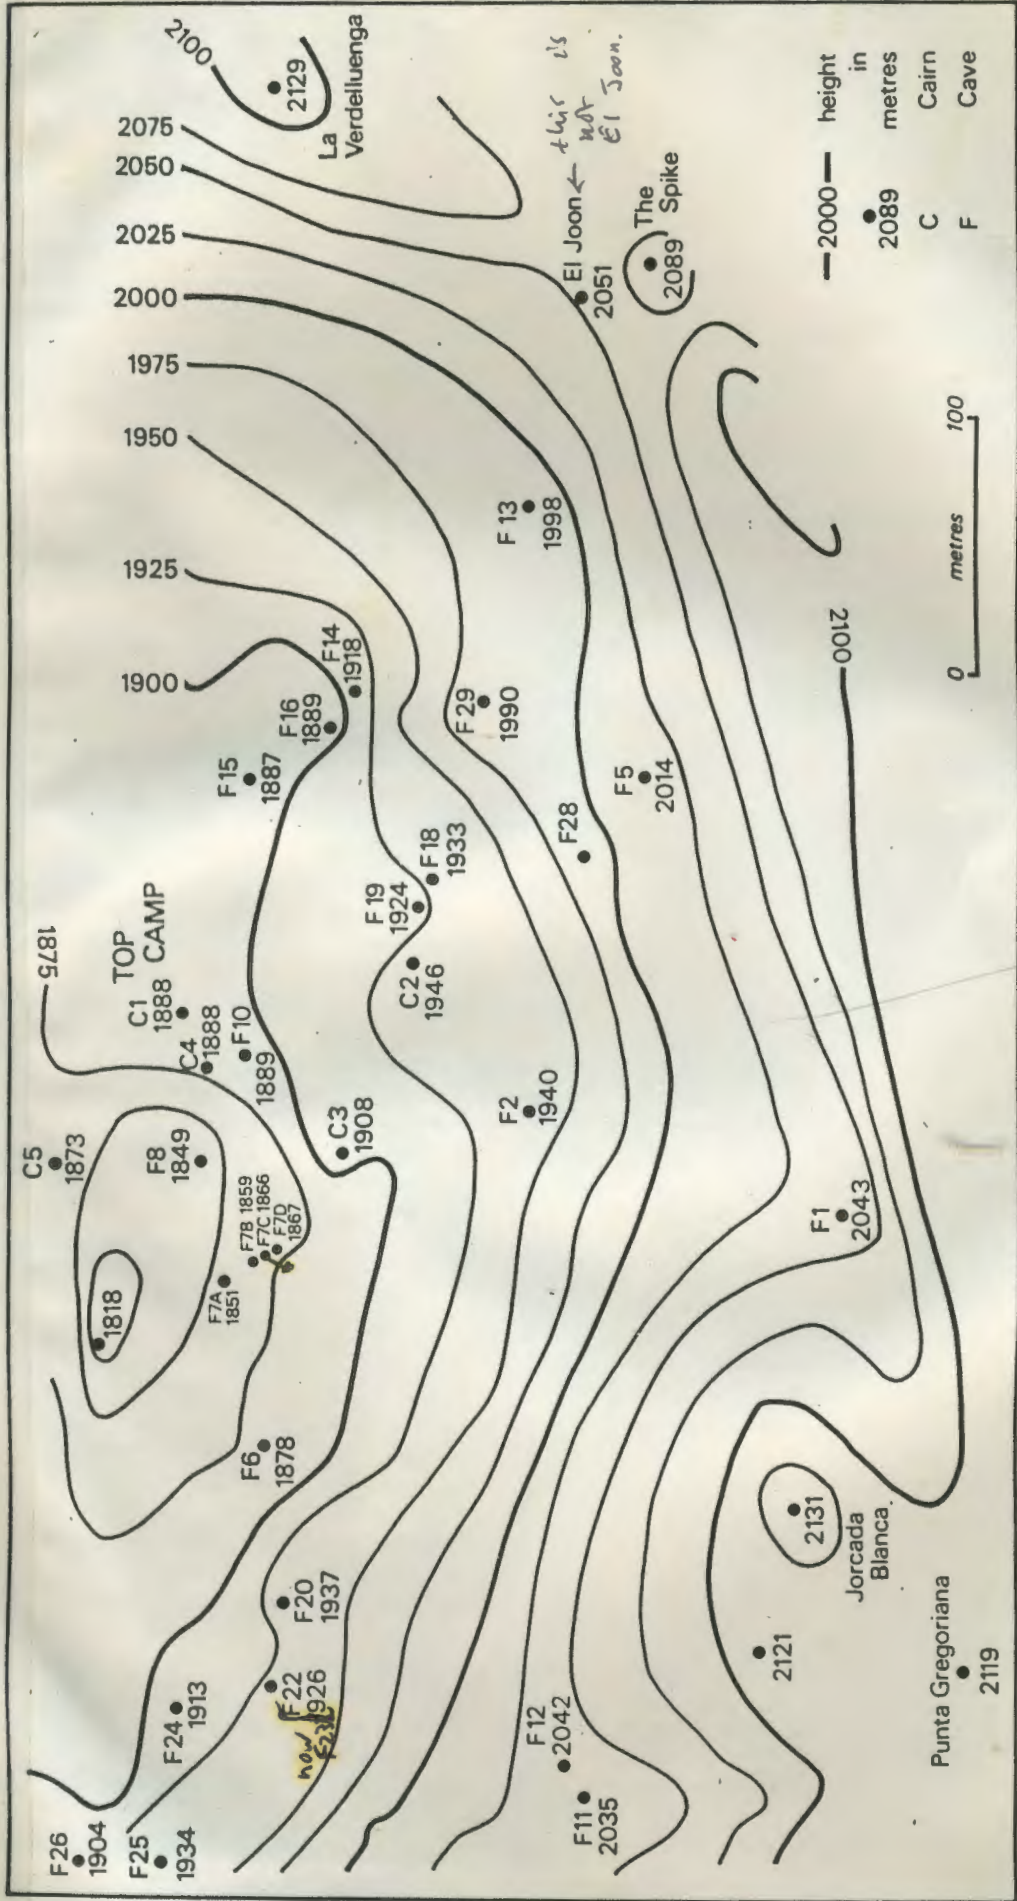 2100
2129
La
Verdelluenga
2075
2050
2025
2000
1975
1950
1925
1900
1875
El Joon ← this is
not
El Joon.
2051
The
Spike
2089
2000 height
in
2089 metres
C Cairn
F Cave
0 metres 100
F 13
1998
F14
1918
F16
1889
F15
1887
F29
1990
F5
2014
F28
F18
1933
F19
1924
C2
1946
TOP
CAMP
C1
1888
C4
1888
F10
1889
C3
1908
F2
1940
C5
1873
F8
1849
F7B 1859
F7C 1866
F7D
1867
F7A
1851
1818
F1
2043
2100
F6
1878
F20
1937
F22
1926
now
F23
F24
1913
F26
1904
F25
1934
F12
2042
F11
2035
2131
Jorcada
Blanca
2121
Punta Gregoriana
2119